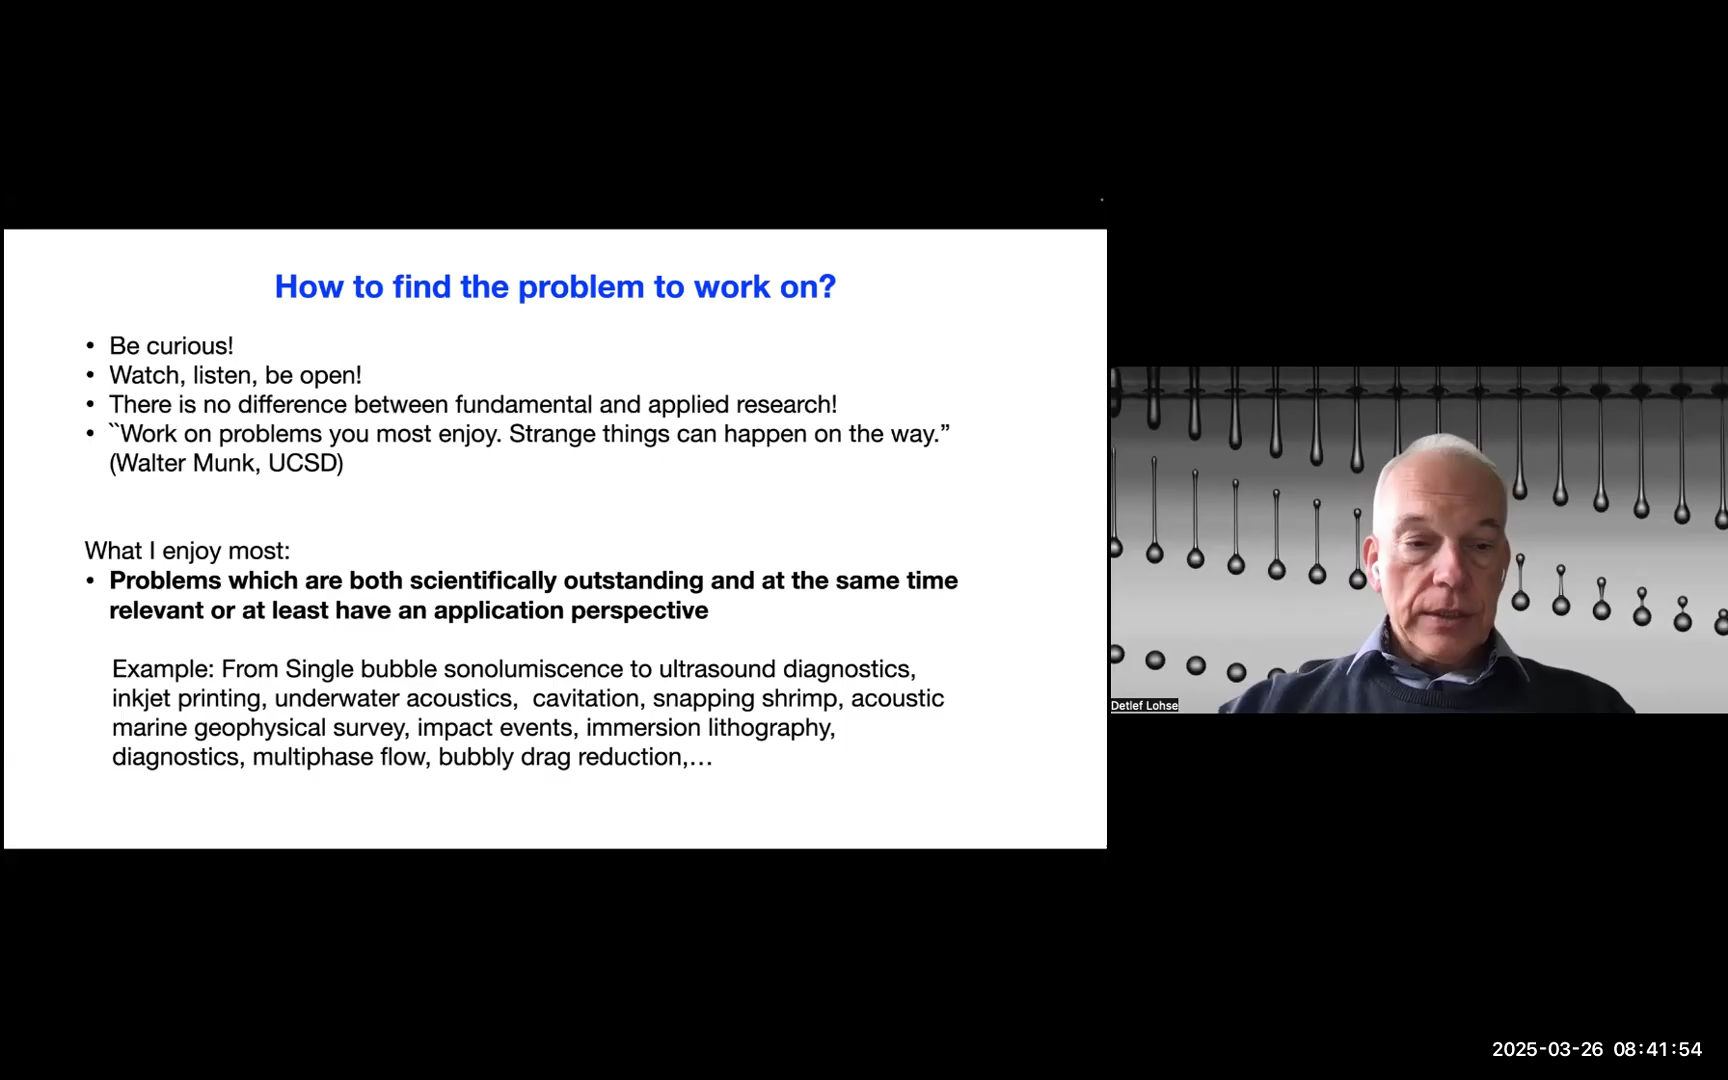 How to find the problem to work on?
• Be curious!
• Watch, listen, be open!
• There is no difference between fundamental and applied research!
• ``Work on problems you most enjoy. Strange things can happen on the way.”
(Walter Munk, UCSD)
What I enjoy most:
• Problems which are both scientifically outstanding and at the same time
relevant or at least have an application perspective
Example: From Single bubble sonolumiscence to ultrasound diagnostics,
inkjet printing, underwater acoustics,  cavitation, snapping shrimp, acoustic
marine geophysical survey, impact events, immersion lithography,
diagnostics, multiphase flow, bubbly drag reduction,…
Detlef Lohse
2025-03-26 08:41:54